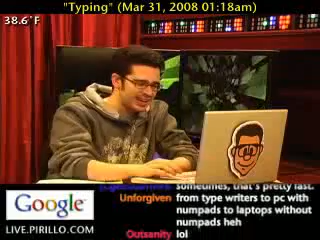 "Typing" (Mar 31, 2008 01:18am)
38.6°F
sometimes, that's pretty fast.
Unforgiven from type writers to pc with
numpads to laptops without
numpads heh
Outsanity lol
Google
LIVE.PIRILLO.COM